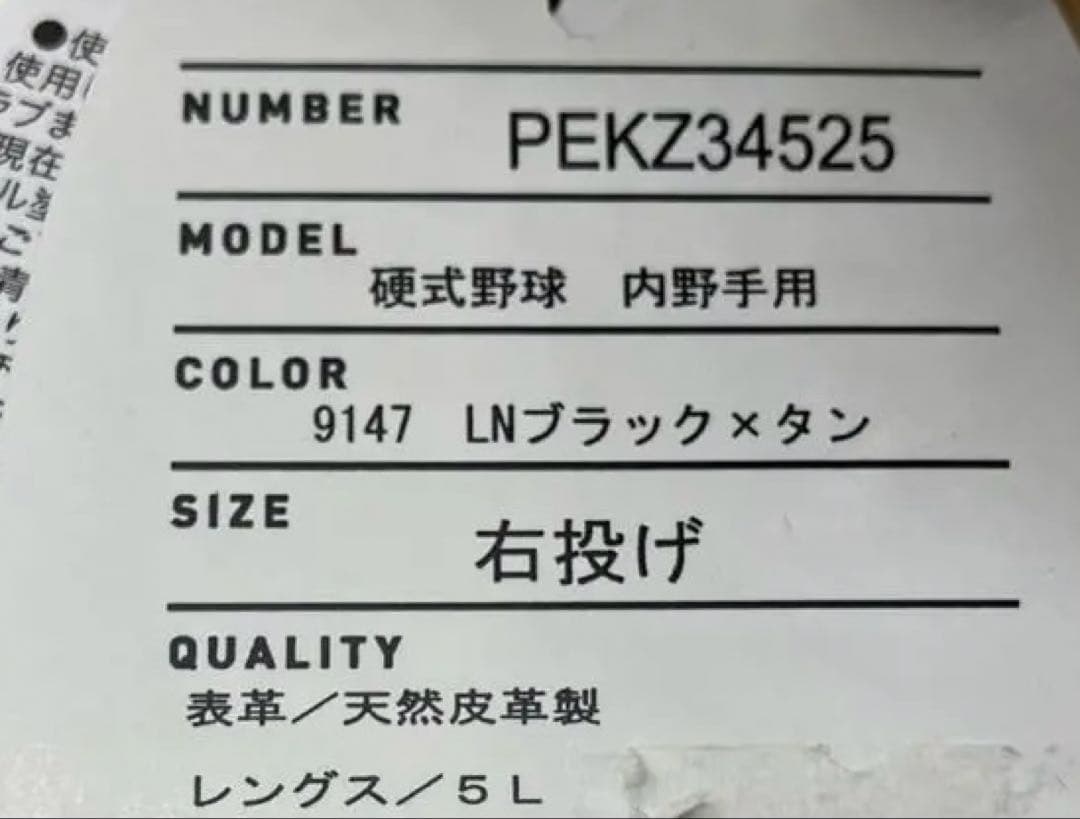 ●使
使用
ラブま
現在
ル
ご
青
NUMBER
PEKZ34525
MODEL
硬式野球　内野手用
COLOR
9147　LNブラック×タン
SIZE
右投げ
QUALITY
表革／天然皮革製
レングス／５Ｌ